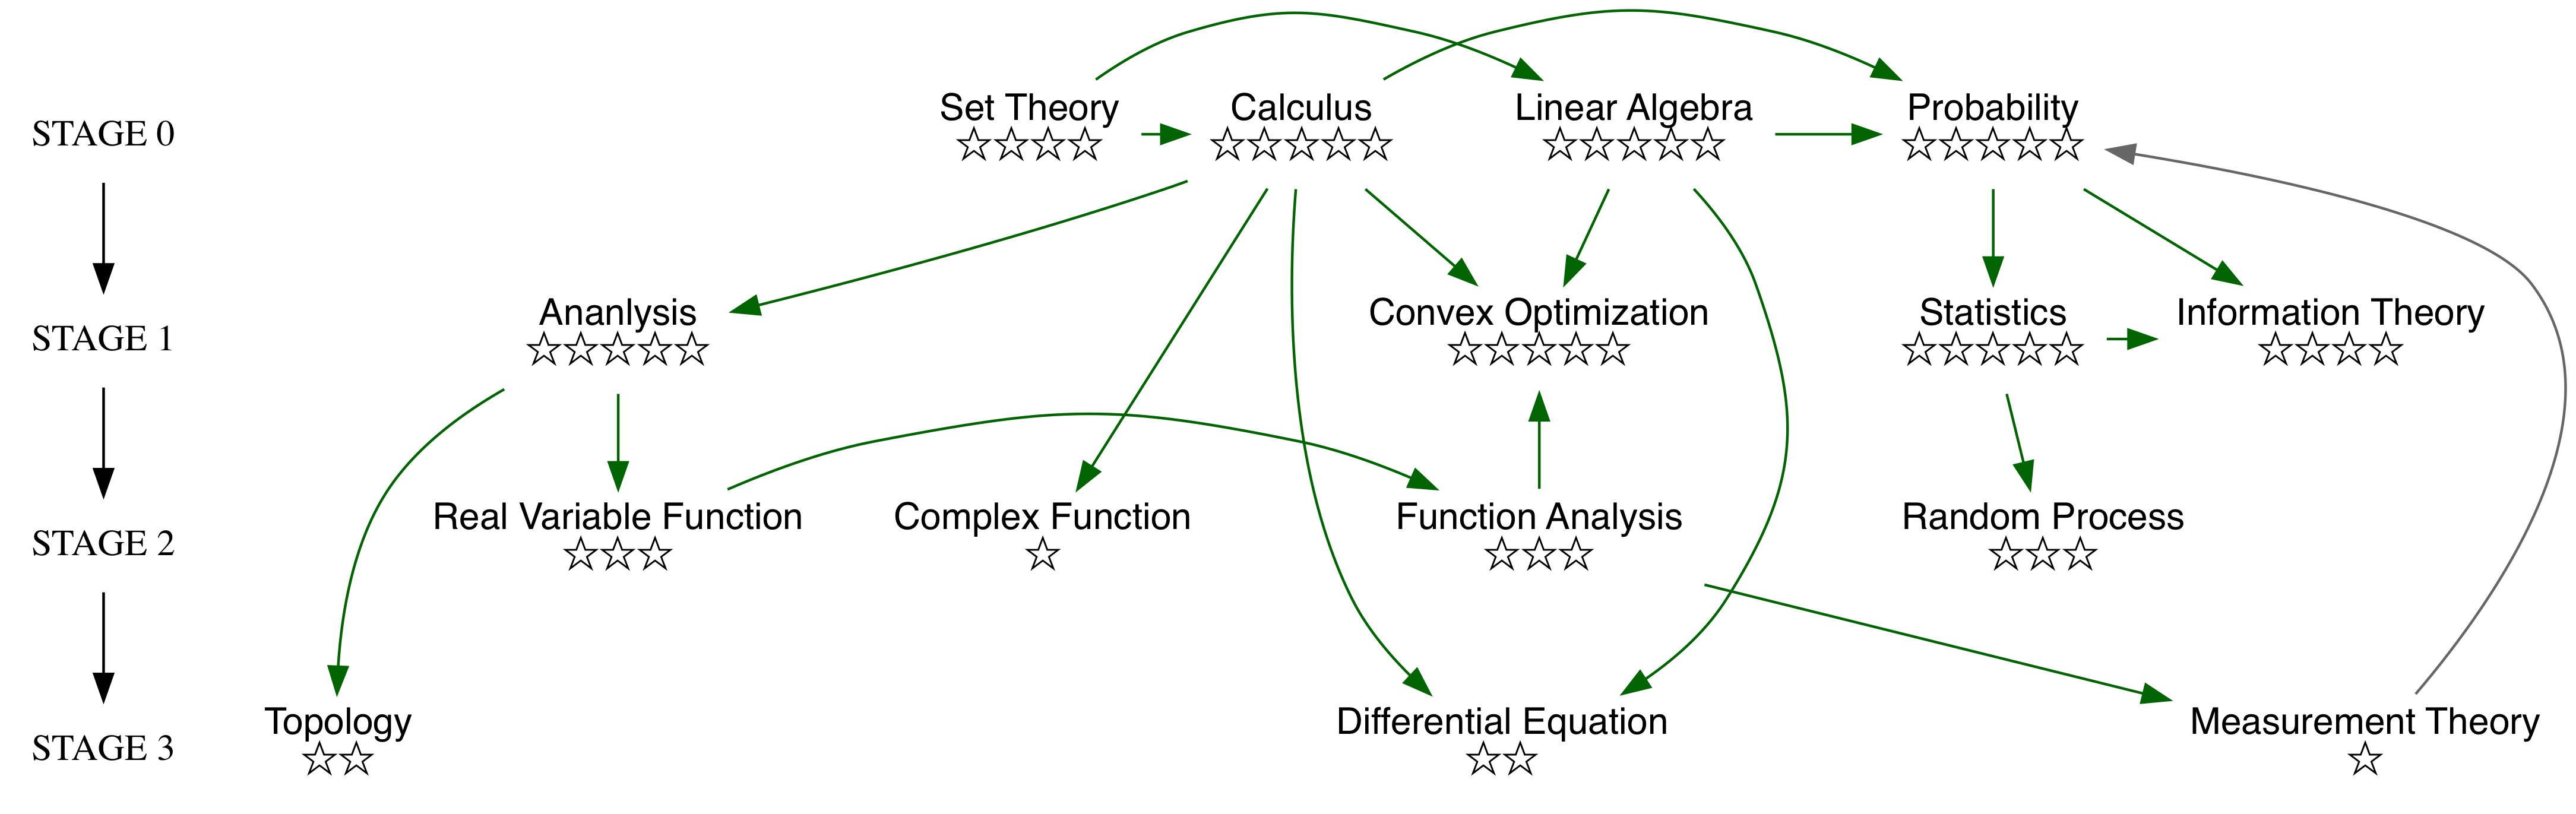 STAGE 0
Set Theory
☆☆☆☆
Calculus
☆☆☆☆☆
Linear Algebra
☆☆☆☆☆
Probability
☆☆☆☆☆
STAGE 1
Ananlysis
☆☆☆☆☆
Convex Optimization
☆☆☆☆☆
Statistics
☆☆☆☆☆
Information Theory
☆☆☆☆
STAGE 2
Real Variable Function
☆☆☆
Complex Function
☆
Function Analysis
☆☆☆
Random Process
☆☆☆
STAGE 3
Topology
☆☆
Differential Equation
☆☆
Measurement Theory
☆